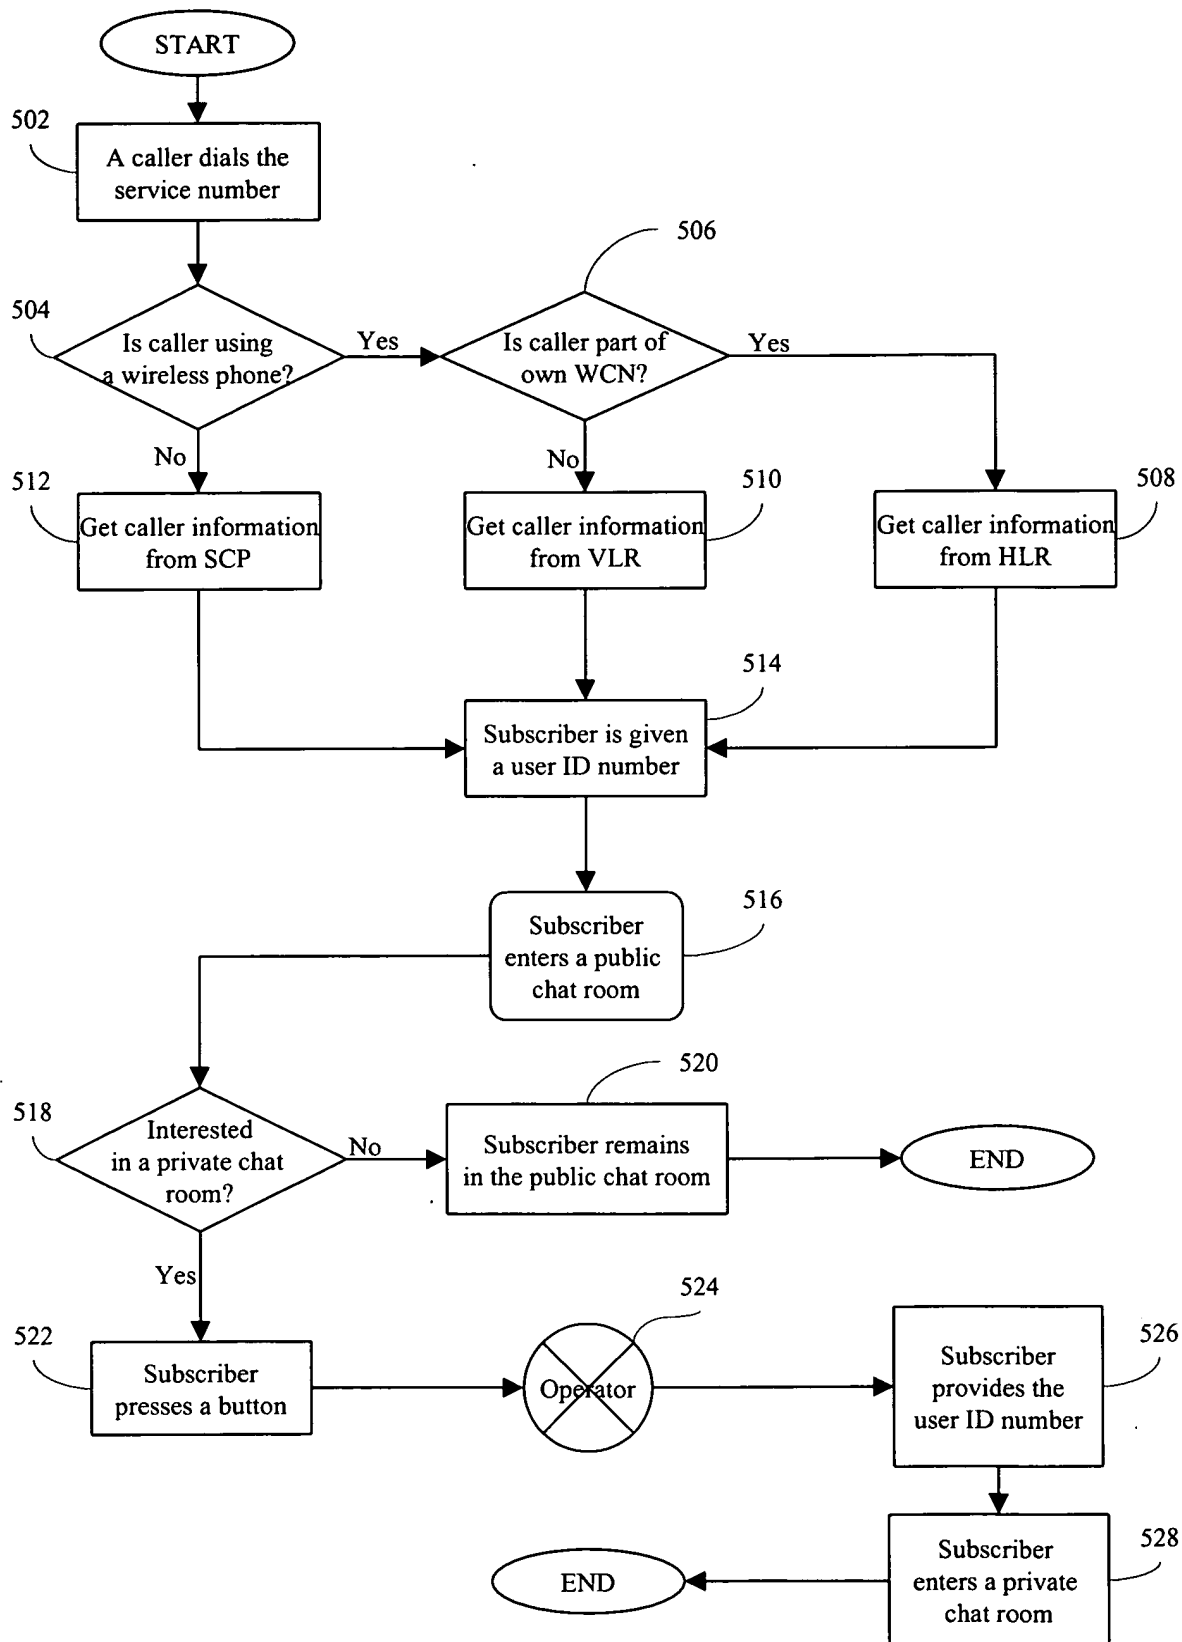 START
502
A caller dials the
service number
506
504
Is caller using
a wireless phone?
Yes
Is caller part of
own WCN?
Yes
No
No
512
Get caller information
from SCP
510
Get caller information
from VLR
508
Get caller information
from HLR
514
Subscriber is given
a user ID number
516
Subscriber
enters a public
chat room
518
Interested
in a private chat
room?
No
520
Subscriber remains
in the public chat room
END
Yes
522
Subscriber
presses a button
524
Operator
526
Subscriber
provides the
user ID number
528
Subscriber
enters a private
chat room
END